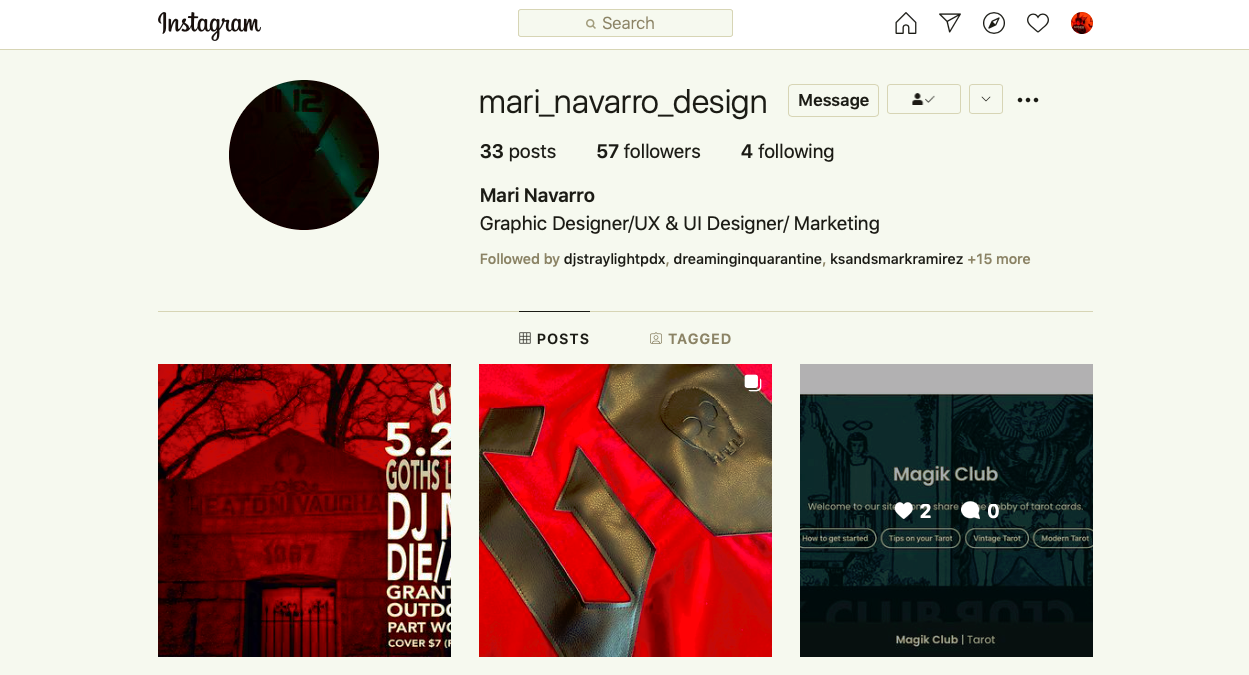 Instagram
Search
mari_navarro_design
Message
33 posts 57 followers 4 following
Mari Navarro
Graphic Designer/UX & UI Designer/ Marketing
Followed by djstraylightpdx, dreaminginquarantine, ksandsmarkramirez +15 more
POSTS
TAGGED
5.2
GOTHS L
DJ M
DIE//
GRANT
OUTDO
PART WO
COVER $7 (F
EATON VAUGHA
1987
Magik Club
Welcome to our site share hobby of tarot cards.
2 0
How to get started Tips on your Tarot Vintage Tarot Modern Tarot
Magik Club | Tarot